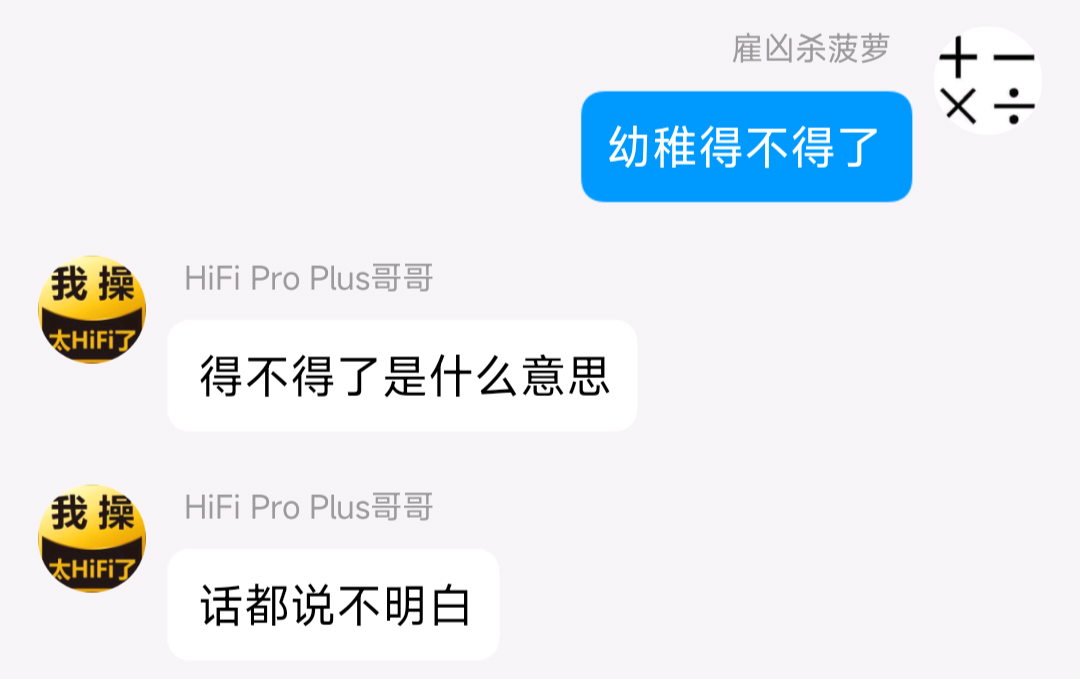 雇凶杀菠萝
幼稚得不得了
我操
太HiFi了
HiFi Pro Plus哥哥
得不得了是什么意思
我操
太HiFi了
HiFi Pro Plus哥哥
话都说不明白